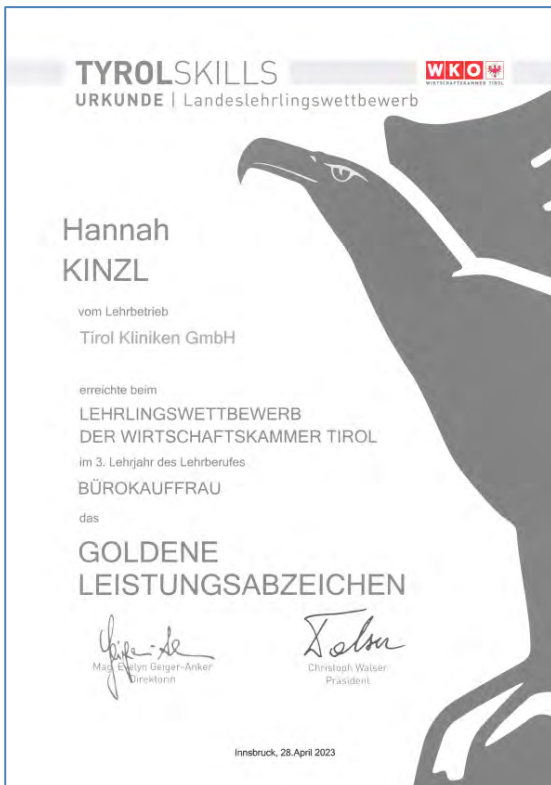 TYROLSKILLS
URKUNDE | Landeslehrlingswettbewerb
WKO
WIRTSCHAFTSKAMMER TIROL
Hannah
KINZL
vom Lehrbetrieb
Tirol Kliniken GmbH
erreichte beim
LEHRLINGSWETTBEWERB
DER WIRTSCHAFTSKAMMER TIROL
im 3. Lehrjahr des Lehrberufes
BÜROKAUFFRAU
das
GOLDENE
LEISTUNGSABZEICHEN
Mag. Evelyn Geiger-Anker
Direktorin
Christoph Walser
Präsident
Innsbruck, 28.April 2023